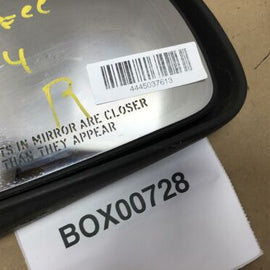 R
4445037613
TS IN MIRROR ARE CLOSER
THAN THEY APPEAR
BOX00728